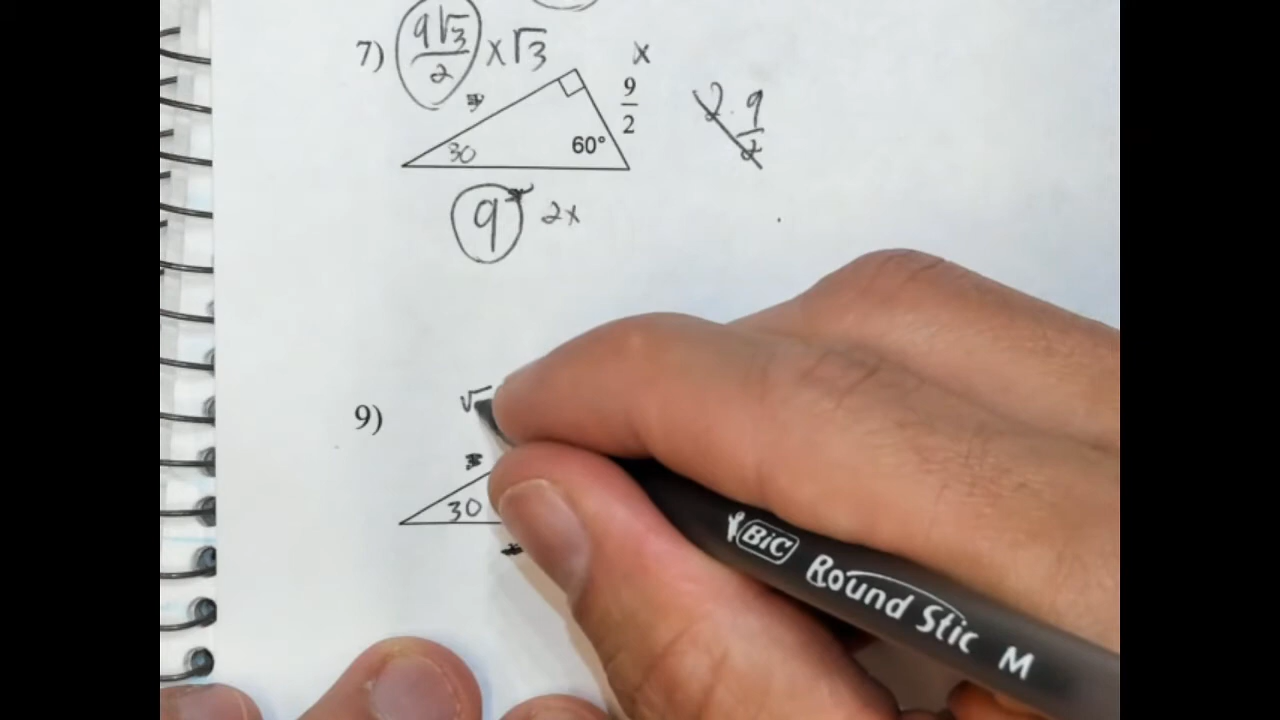 7) 9√3/2 x√3 x
9/2
2 · 9/2
30 60°
9 2x
9) √
30
BiC Round Stic M